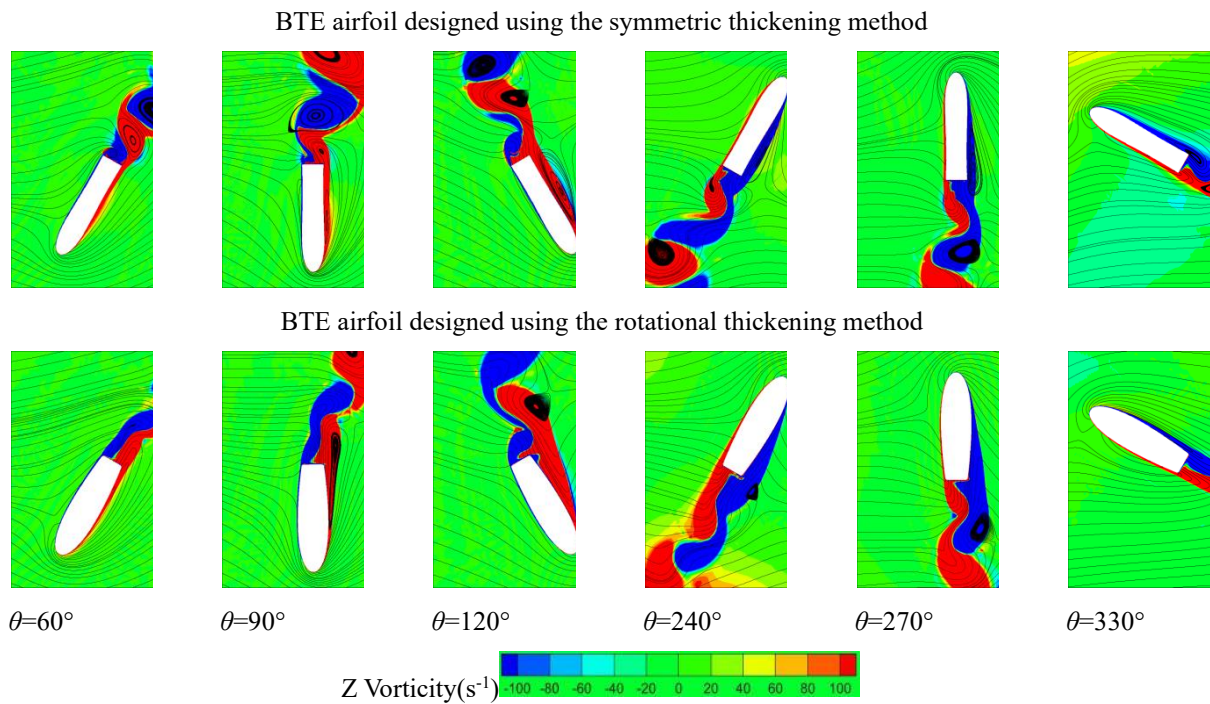 BTE airfoil designed using the symmetric thickening method
BTE airfoil designed using the rotational thickening method
θ=60° θ=90° θ=120° θ=240° θ=270° θ=330°
Z Vorticity(s⁻¹) -100 -80 -60 -40 -20 0 20 40 60 80 100